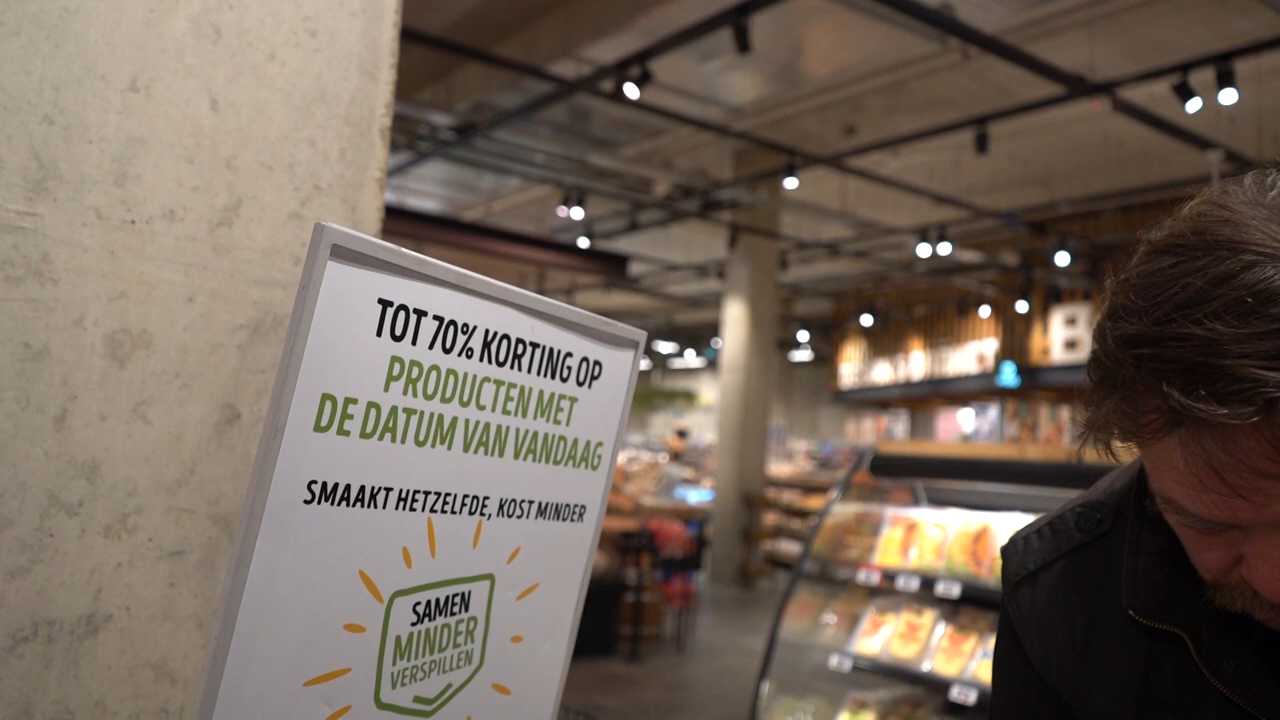 TOT 70% KORTING OP
PRODUCTEN MET
DE DATUM VAN VANDAAG
SMAAKT HETZELFDE, KOST MINDER
SAMEN
MINDER
VERSPILLEN